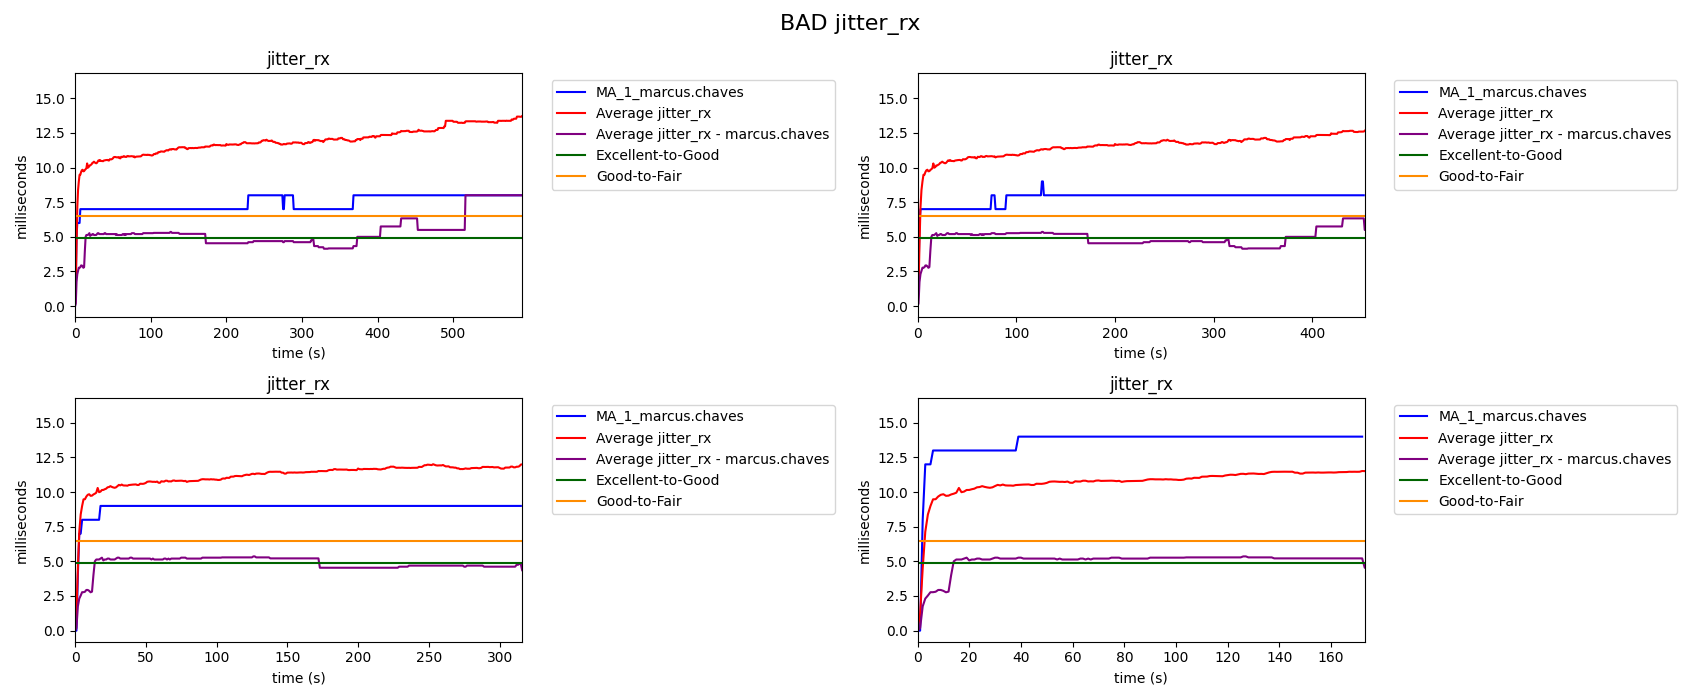 BAD jitter_rx
jitter_rx
milliseconds
15.0
12.5
10.0
7.5
5.0
2.5
0.0
0 100 200 300 400 500
time (s)
MA_1_marcus.chaves
Average jitter_rx
Average jitter_rx - marcus.chaves
Excellent-to-Good
Good-to-Fair
jitter_rx
milliseconds
15.0
12.5
10.0
7.5
5.0
2.5
0.0
0 100 200 300 400
time (s)
MA_1_marcus.chaves
Average jitter_rx
Average jitter_rx - marcus.chaves
Excellent-to-Good
Good-to-Fair
jitter_rx
milliseconds
15.0
12.5
10.0
7.5
5.0
2.5
0.0
0 50 100 150 200 250 300
time (s)
MA_1_marcus.chaves
Average jitter_rx
Average jitter_rx - marcus.chaves
Excellent-to-Good
Good-to-Fair
jitter_rx
milliseconds
15.0
12.5
10.0
7.5
5.0
2.5
0.0
0 20 40 60 80 100 120 140 160
time (s)
MA_1_marcus.chaves
Average jitter_rx
Average jitter_rx - marcus.chaves
Excellent-to-Good
Good-to-Fair